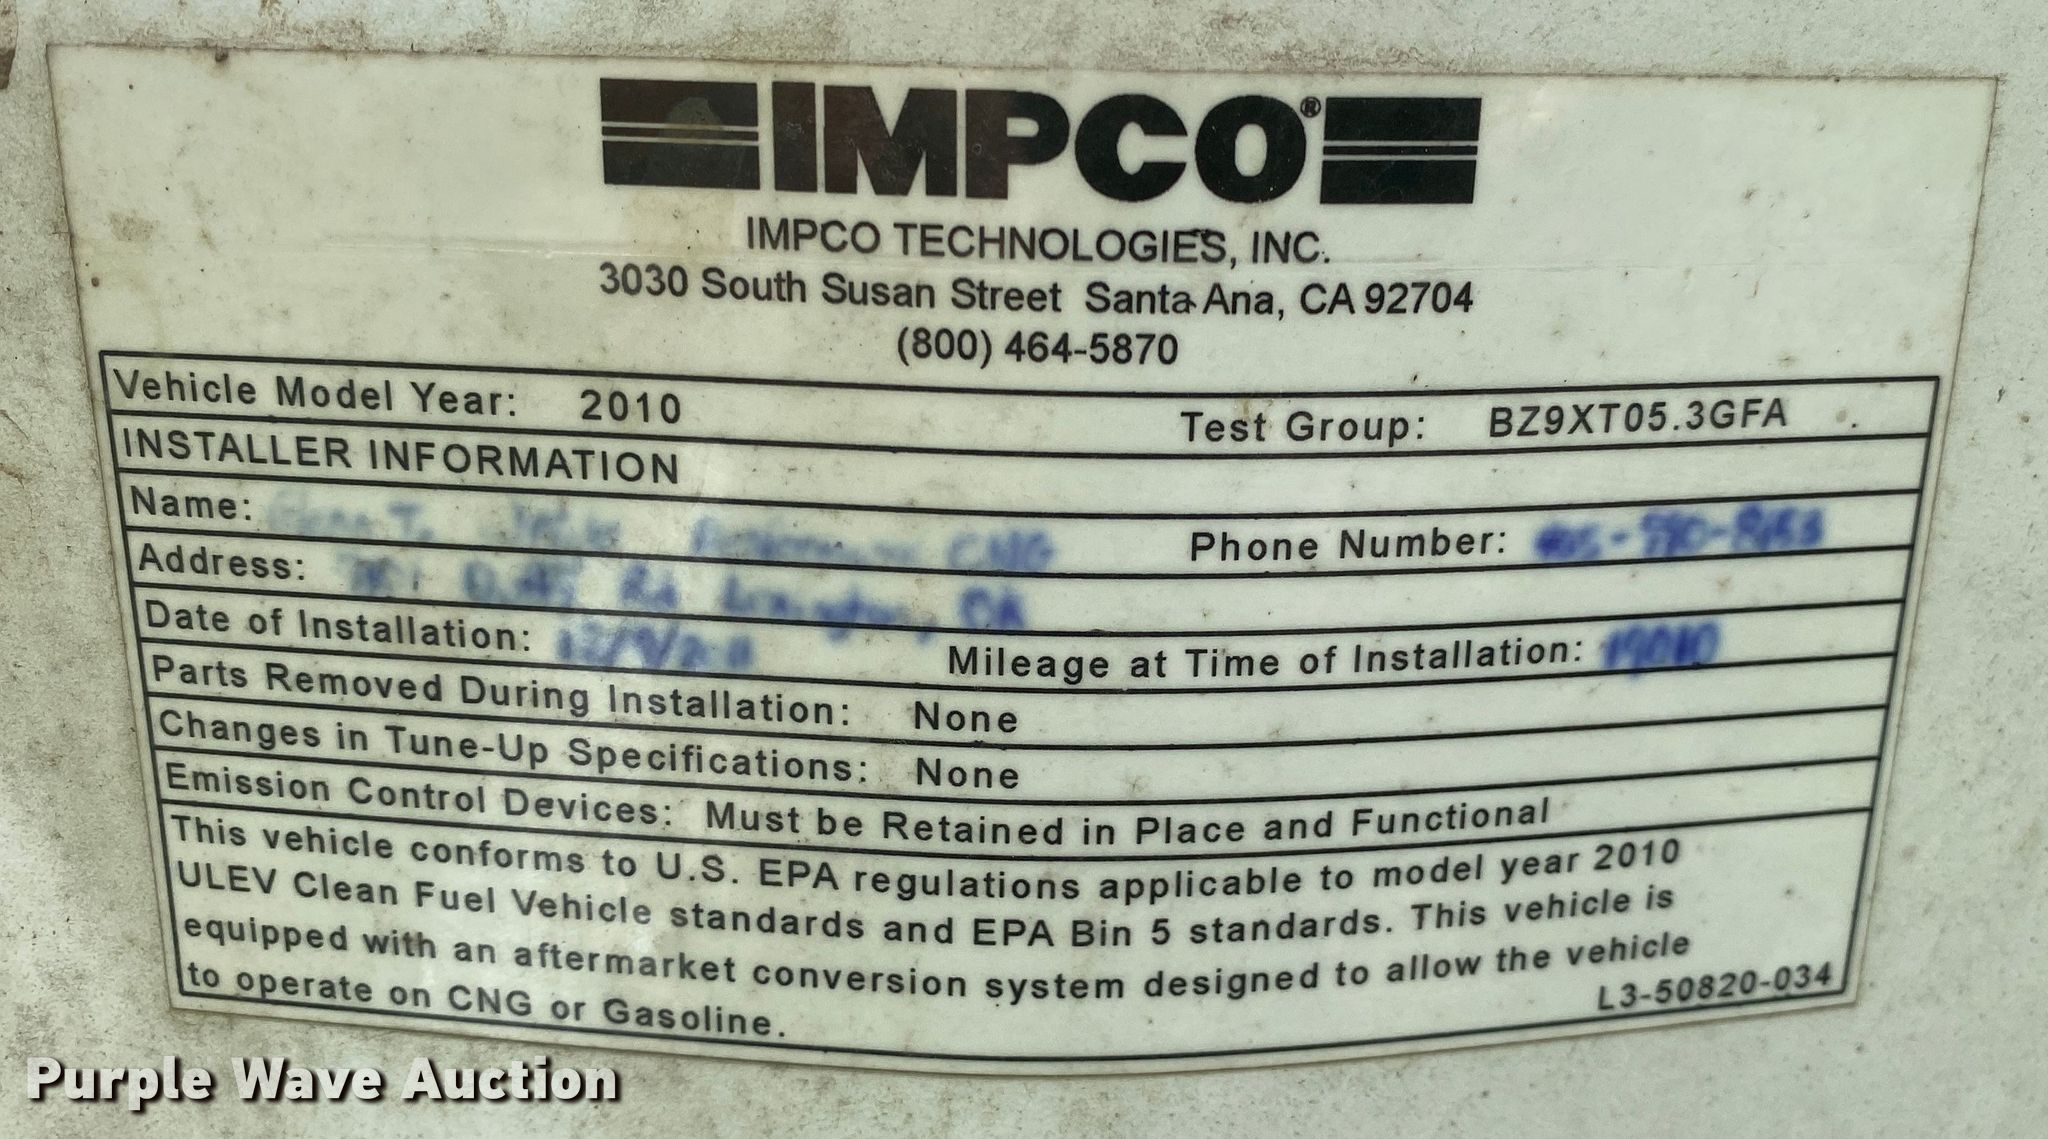 IMPCO®
IMPCO TECHNOLOGIES, INC.
3030 South Susan Street Santa Ana, CA 92704
(800) 464-5870
Vehicle Model Year: 2010 Test Group: BZ9XT05.3GFA
INSTALLER INFORMATION
Name: CNG Phone Number:
Address: OK
Date of Installation: Mileage at Time of Installation:
Parts Removed During Installation: None
Changes in Tune-Up Specifications: None
Emission Control Devices: Must be Retained in Place and Functional
This vehicle conforms to U.S. EPA regulations applicable to model year 2010
ULEV Clean Fuel Vehicle standards and EPA Bin 5 standards. This vehicle is
equipped with an aftermarket conversion system designed to allow the vehicle
to operate on CNG or Gasoline.
L3-50820-034
Purple Wave Auction